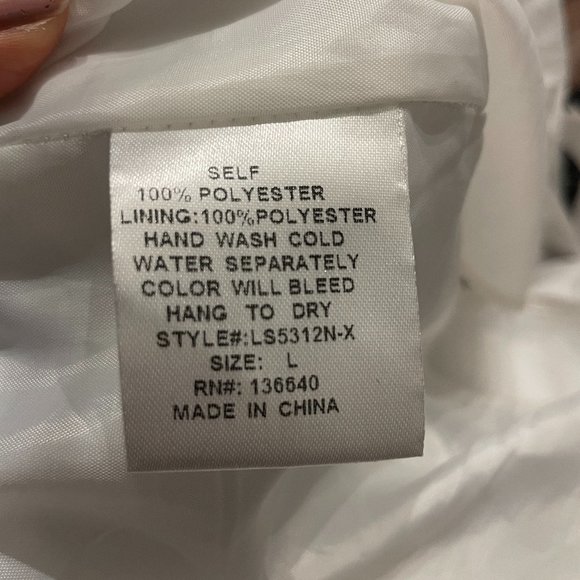 SELF
100% POLYESTER
LINING:100%POLYESTER
HAND WASH COLD
WATER SEPARATELY
COLOR WILL BLEED
HANG TO DRY
STYLE#:LS5312N-X
SIZE: L
RN#: 136640
MADE IN CHINA